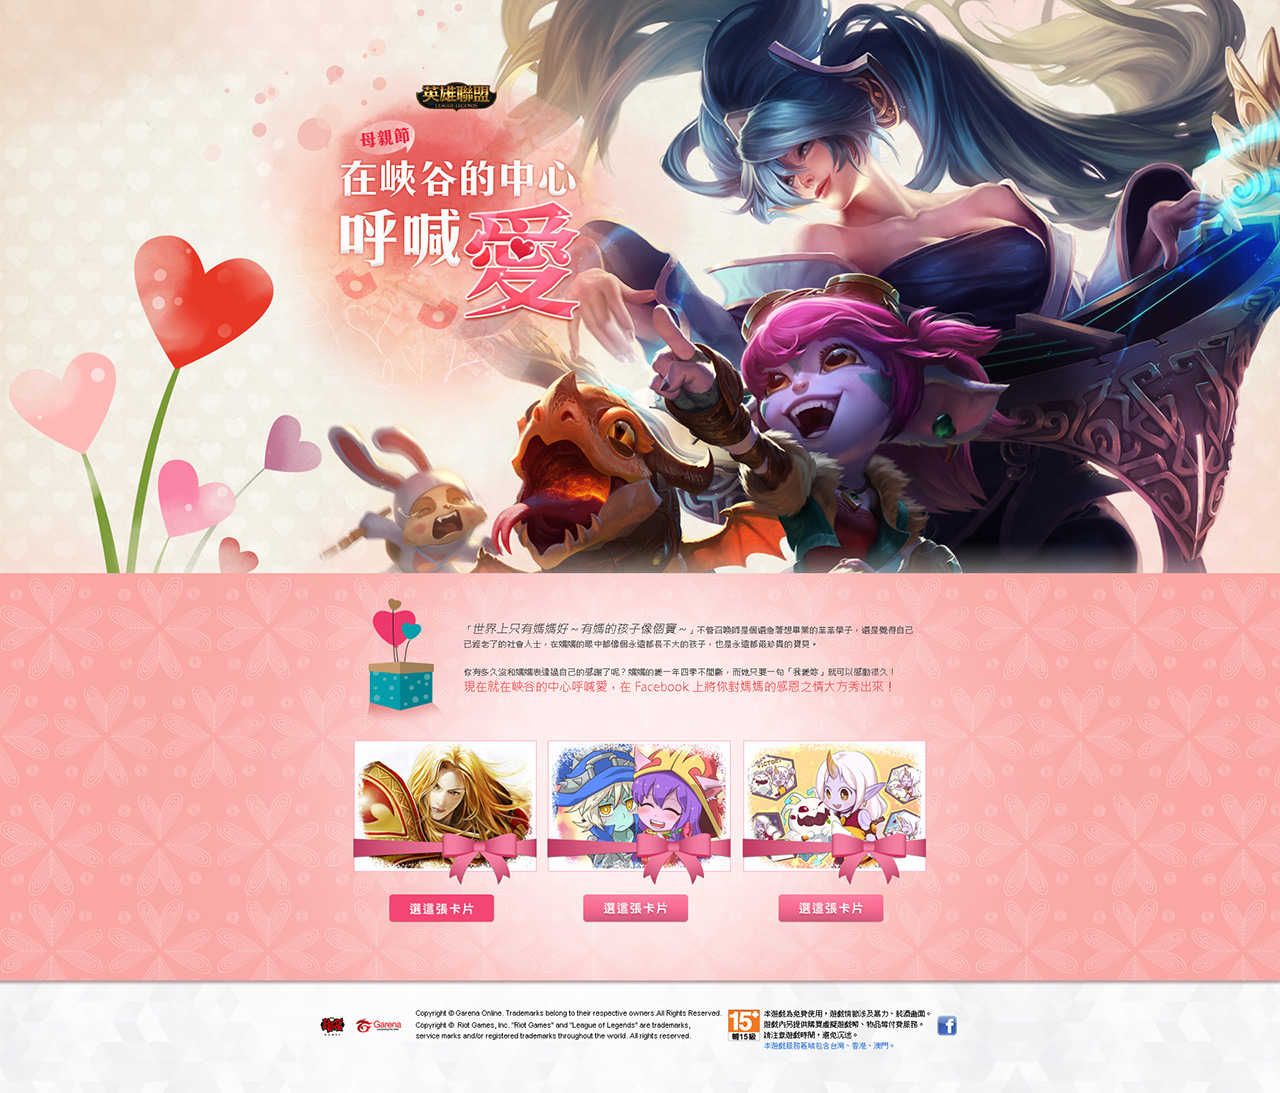 英雄聯盟
LEAGUE OF LEGENDS
母親節
在峽谷的中心
呼喊愛
「世界上只有媽媽好～有媽的孩子像個寶～」不管召喚師是個還急著想畢業的莘莘學子，還是覺得自己
已經老了的社會人士，在媽媽的眼中都像個永遠都長不大的孩子，也是永遠都最珍貴的寶貝。
你有多久沒和媽媽表達過自己的感謝了呢？媽媽的愛一年四季不間斷，而她只要一句「我愛妳」就可以感動很久！
現在就在峽谷的中心呼喊愛，在 Facebook 上將你對媽媽的感恩之情大方秀出來！
VICTORY
選這張卡片
選這張卡片
選這張卡片
RIOT
GAMES
Garena
Copyright © Garena Online. Trademarks belong to their respective owners.All Rights Reserved.
Copyright © Riot Games, Inc. "Riot Games" and "League of Legends" are trademarks,
service marks and/or registered trademarks throughout the world. All rights reserved.
15+
輔15級
本遊戲為免費使用，遊戲情節涉及暴力、菸酒畫面。
遊戲內另提供購買虛擬遊戲幣、物品等付費服務。
請注意遊戲時間，避免沉迷。
本遊戲服務區域包含台灣、香港、澳門。
f